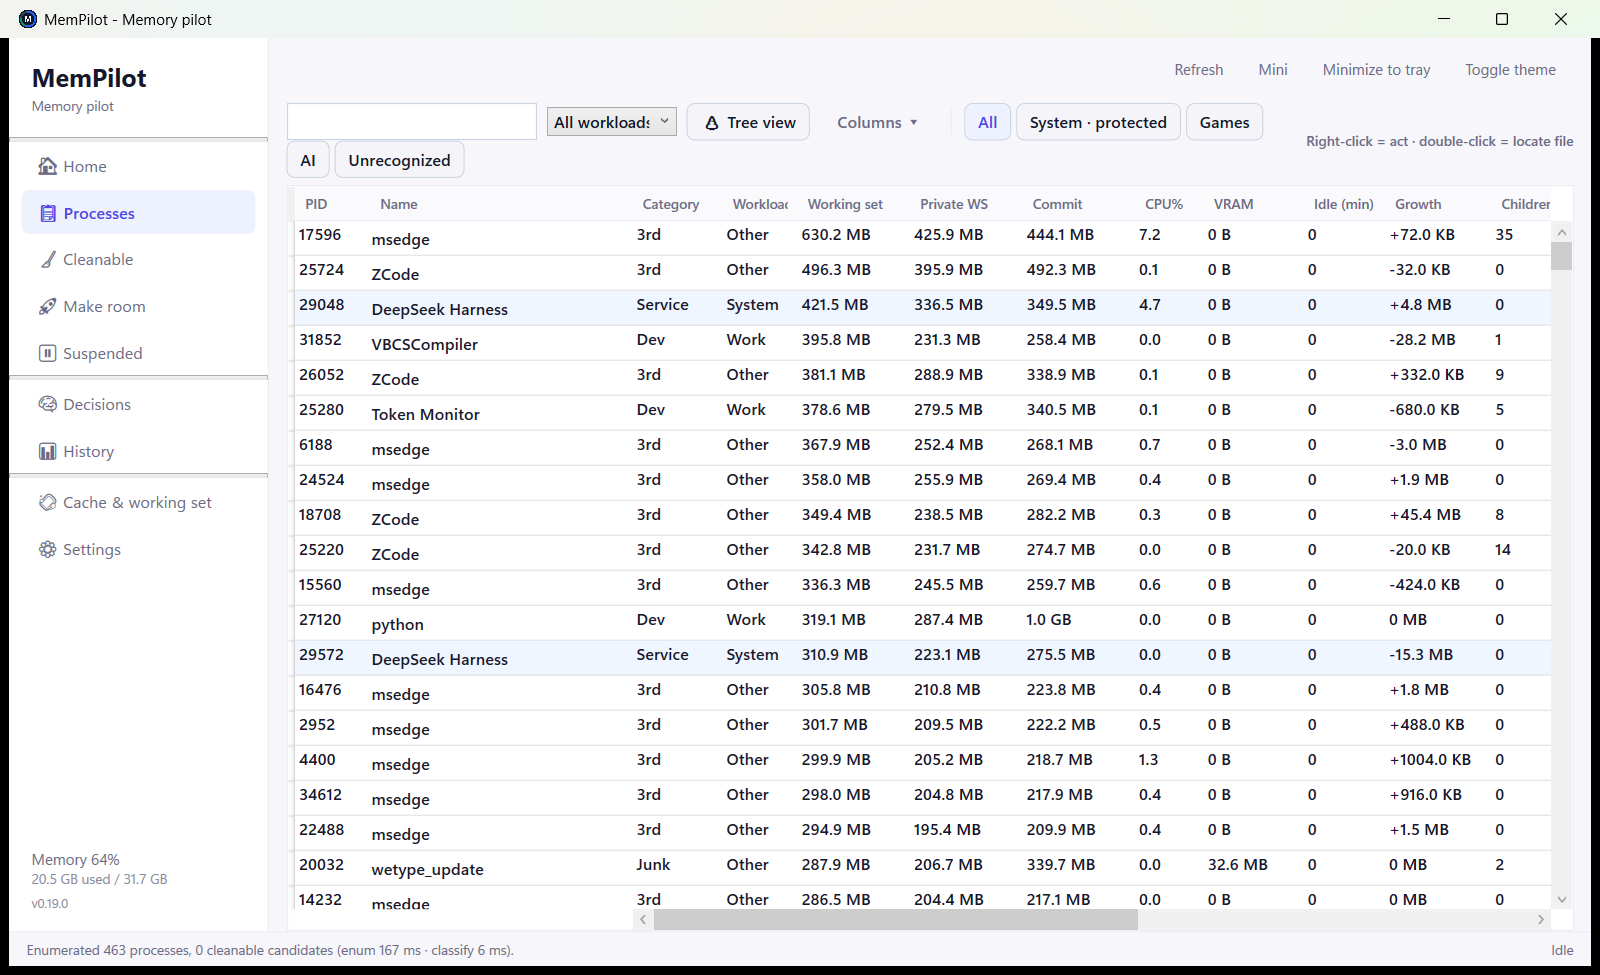 MemPilot - Memory pilot
MemPilot
Memory pilot
Home
Processes
Cleanable
Make room
Suspended
Decisions
History
Cache & working set
Settings
Memory 64%
20.5 GB used / 31.7 GB
v0.19.0
Refresh Mini Minimize to tray Toggle theme
All workloads Tree view Columns All System · protected Games
AI Unrecognized
Right-click = act · double-click = locate file
PID Name Category Workload Working set Private WS Commit CPU% VRAM Idle (min) Growth Children
17596 msedge 3rd Other 630.2 MB 425.9 MB 444.1 MB 7.2 0 B 0 +72.0 KB 35
25724 ZCode 3rd Other 496.3 MB 395.9 MB 492.3 MB 0.1 0 B 0 -32.0 KB 0
29048 DeepSeek Harness Service System 421.5 MB 336.5 MB 349.5 MB 4.7 0 B 0 +4.8 MB 0
31852 VBCSCompiler Dev Work 395.8 MB 231.3 MB 258.4 MB 0.0 0 B 0 -28.2 MB 1
26052 ZCode 3rd Other 381.1 MB 288.9 MB 338.9 MB 0.1 0 B 0 +332.0 KB 9
25280 Token Monitor Dev Work 378.6 MB 279.5 MB 340.5 MB 0.1 0 B 0 -680.0 KB 5
6188 msedge 3rd Other 367.9 MB 252.4 MB 268.1 MB 0.7 0 B 0 -3.0 MB 0
24524 msedge 3rd Other 358.0 MB 255.9 MB 269.4 MB 0.4 0 B 0 +1.9 MB 0
18708 ZCode 3rd Other 349.4 MB 238.5 MB 282.2 MB 0.3 0 B 0 +45.4 MB 8
25220 ZCode 3rd Other 342.8 MB 231.7 MB 274.7 MB 0.0 0 B 0 -20.0 KB 14
15560 msedge 3rd Other 336.3 MB 245.5 MB 259.7 MB 0.6 0 B 0 -424.0 KB 0
27120 python Dev Work 319.1 MB 287.4 MB 1.0 GB 0.0 0 B 0 0 MB 0
29572 DeepSeek Harness Service System 310.9 MB 223.1 MB 275.5 MB 0.0 0 B 0 -15.3 MB 0
16476 msedge 3rd Other 305.8 MB 210.8 MB 223.8 MB 0.4 0 B 0 +1.8 MB 0
2952 msedge 3rd Other 301.7 MB 209.5 MB 222.2 MB 0.5 0 B 0 +488.0 KB 0
4400 msedge 3rd Other 299.9 MB 205.2 MB 218.7 MB 1.3 0 B 0 +1004.0 KB 0
34612 msedge 3rd Other 298.0 MB 204.8 MB 217.9 MB 0.4 0 B 0 +916.0 KB 0
22488 msedge 3rd Other 294.9 MB 195.4 MB 209.9 MB 0.4 0 B 0 +1.5 MB 0
20032 wetype_update Junk Other 287.9 MB 206.7 MB 339.7 MB 0.0 32.6 MB 0 0 MB 2
14232 msedge 3rd Other 286.5 MB 204.4 MB 217.1 MB 0.0 0 B 0 0 MB 0
Enumerated 463 processes, 0 cleanable candidates (enum 167 ms · classify 6 ms).
Idle